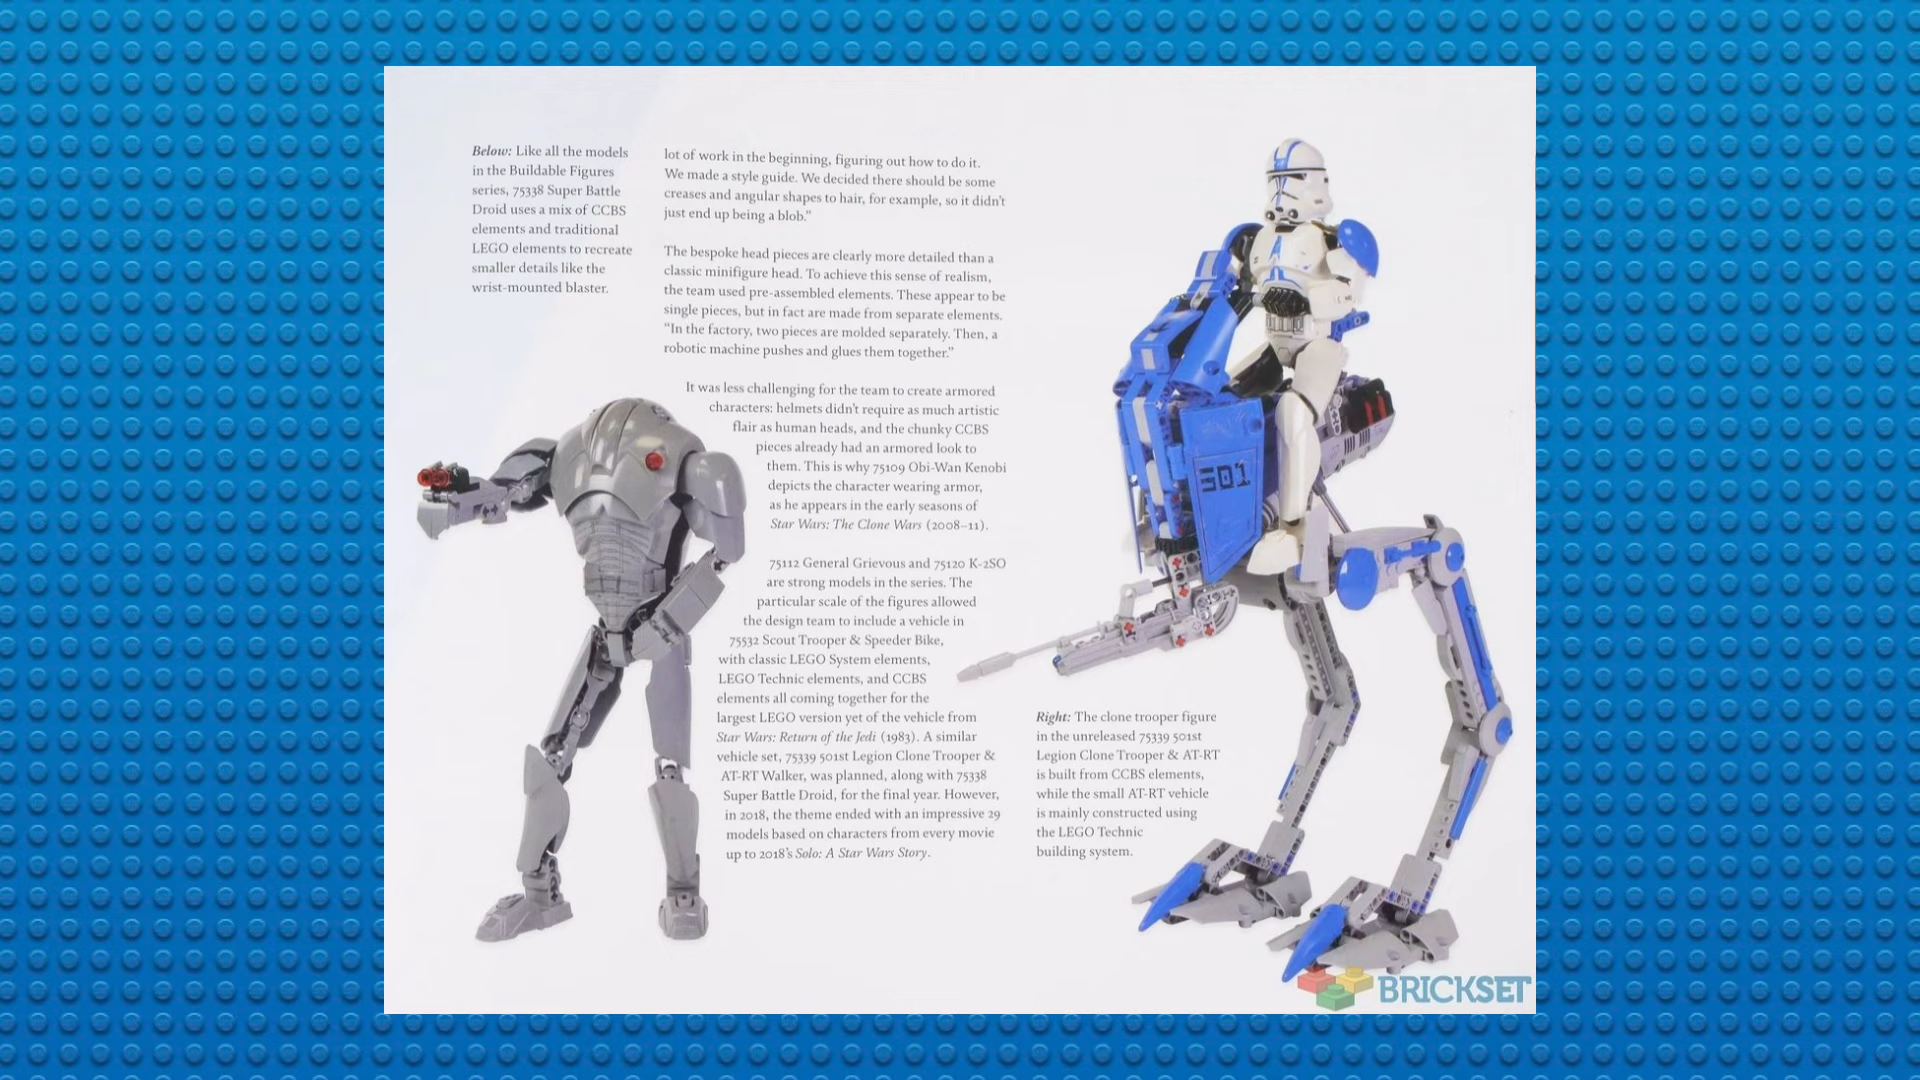 Below: Like all the models
in the Buildable Figures
series, 75338 Super Battle
Droid uses a mix of CCBS
elements and traditional
LEGO elements to recreate
smaller details like the
wrist-mounted blaster.
lot of work in the beginning, figuring out how to do it.
We made a style guide. We decided there should be some
creases and angular shapes to hair, for example, so it didn't
just end up being a blob."
The bespoke head pieces are clearly more detailed than a
classic minifigure head. To achieve this sense of realism,
the team used pre-assembled elements. These appear to be
single pieces, but in fact are made from separate elements.
"In the factory, two pieces are molded separately. Then, a
robotic machine pushes and glues them together."
It was less challenging for the team to create armored
characters: helmets didn't require as much artistic
flair as human heads, and the chunky CCBS
pieces already had an armored look to
them. This is why 75109 Obi-Wan Kenobi
depicts the character wearing armor,
as he appears in the early seasons of
Star Wars: The Clone Wars (2008–11).
75112 General Grievous and 75120 K-2SO
are strong models in the series. The
particular scale of the figures allowed
the design team to include a vehicle in
75532 Scout Trooper & Speeder Bike,
with classic LEGO System elements,
LEGO Technic elements, and CCBS
elements all coming together for the
largest LEGO version yet of the vehicle from
Star Wars: Return of the Jedi (1983). A similar
vehicle set, 75339 501st Legion Clone Trooper &
AT-RT Walker, was planned, along with 75338
Super Battle Droid, for the final year. However,
in 2018, the theme ended with an impressive 29
models based on characters from every movie
up to 2018's Solo: A Star Wars Story.
501
Right: The clone trooper figure
in the unreleased 75339 501st
Legion Clone Trooper & AT-RT
is built from CCBS elements,
while the small AT-RT vehicle
is mainly constructed using
the LEGO Technic
building system.
BRICKSET